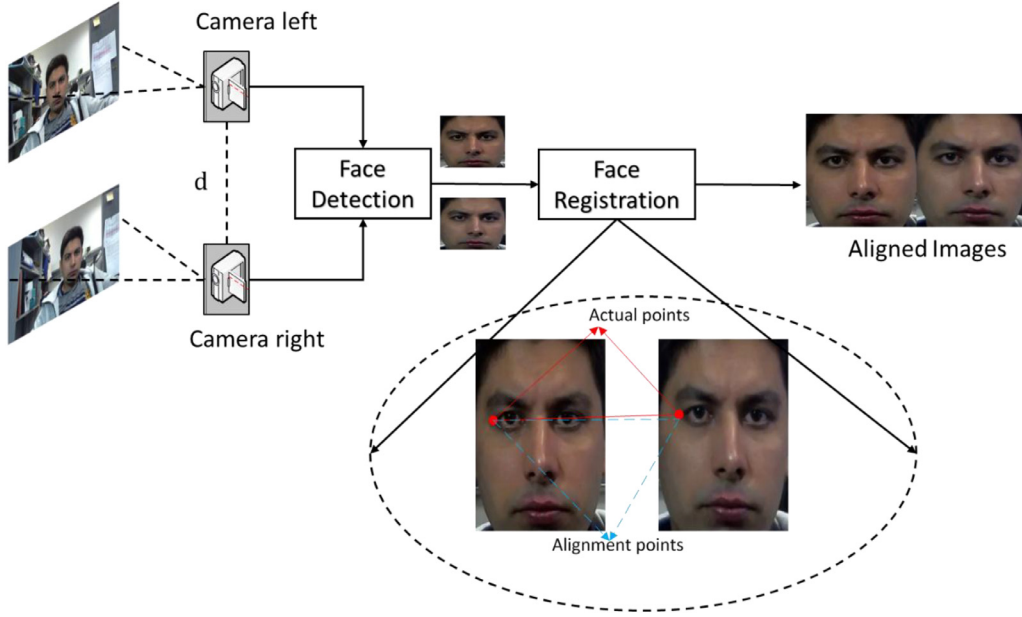 Camera left
d
Camera right
Face
Detection
Face
Registration
Aligned Images
Actual points
Alignment points